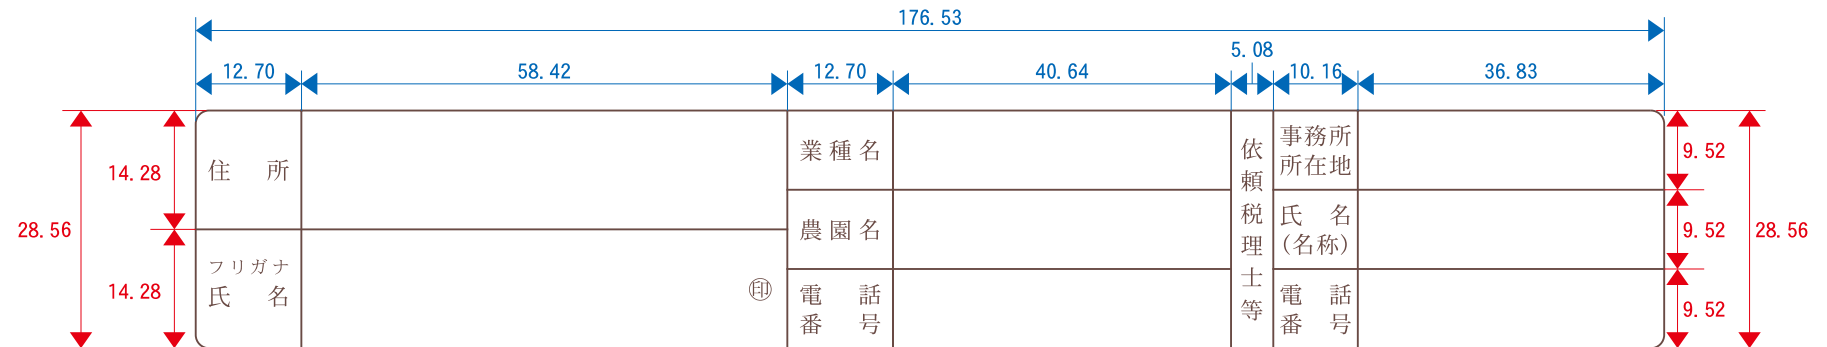 176.53
5.08
12.70 58.42 12.70 40.64 10.16 36.83
28.56
14.28
14.28
住 所
フリガナ
氏 名
㊞
業種名
農園名
電 話
番 号
依頼税理士等
事務所
所在地
氏 名
(名称)
電 話
番 号
9.52
9.52
9.52
28.56